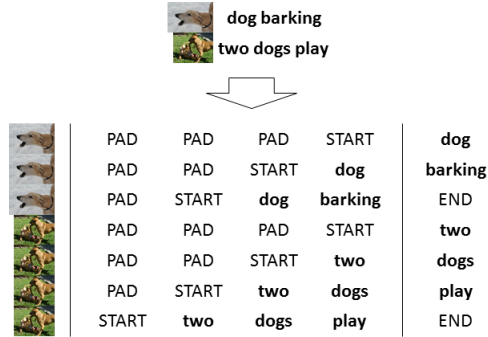 dog barking
two dogs play
PAD PAD PAD START dog
PAD PAD START dog barking
PAD START dog barking END
PAD PAD PAD START two
PAD PAD START two dogs
PAD START two dogs play
START two dogs play END